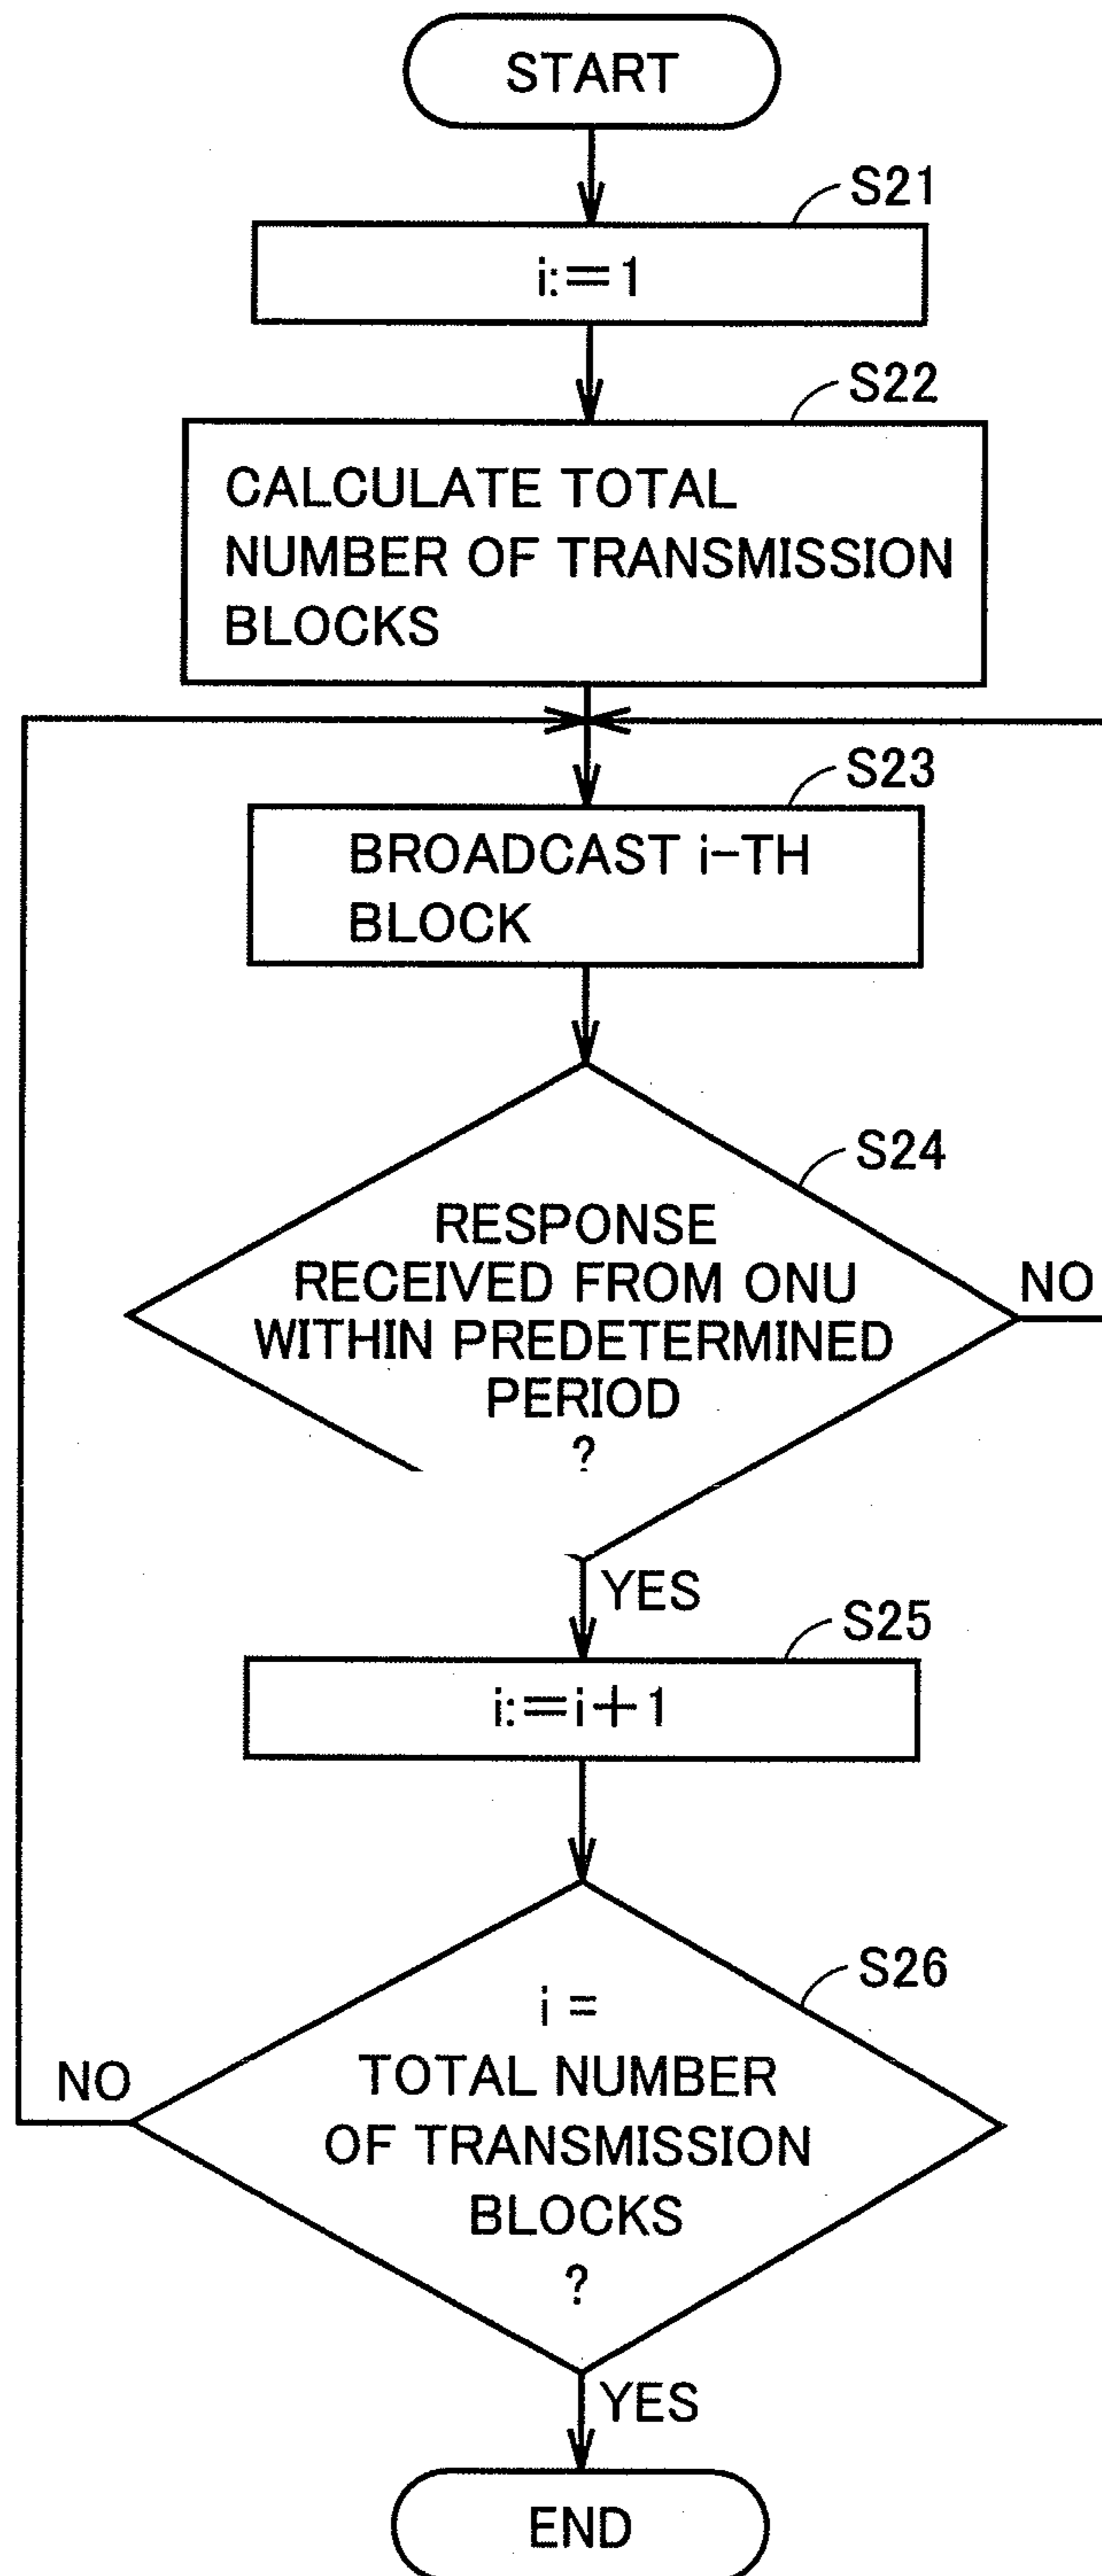 START
S21
i:=1
S22
CALCULATE TOTAL
NUMBER OF TRANSMISSION
BLOCKS
S23
BROADCAST i-TH
BLOCK
S24
RESPONSE
RECEIVED FROM ONU
WITHIN PREDETERMINED
PERIOD
?
NO
YES
S25
i:=i+1
S26
i =
TOTAL NUMBER
OF TRANSMISSION
BLOCKS
?
NO
YES
END